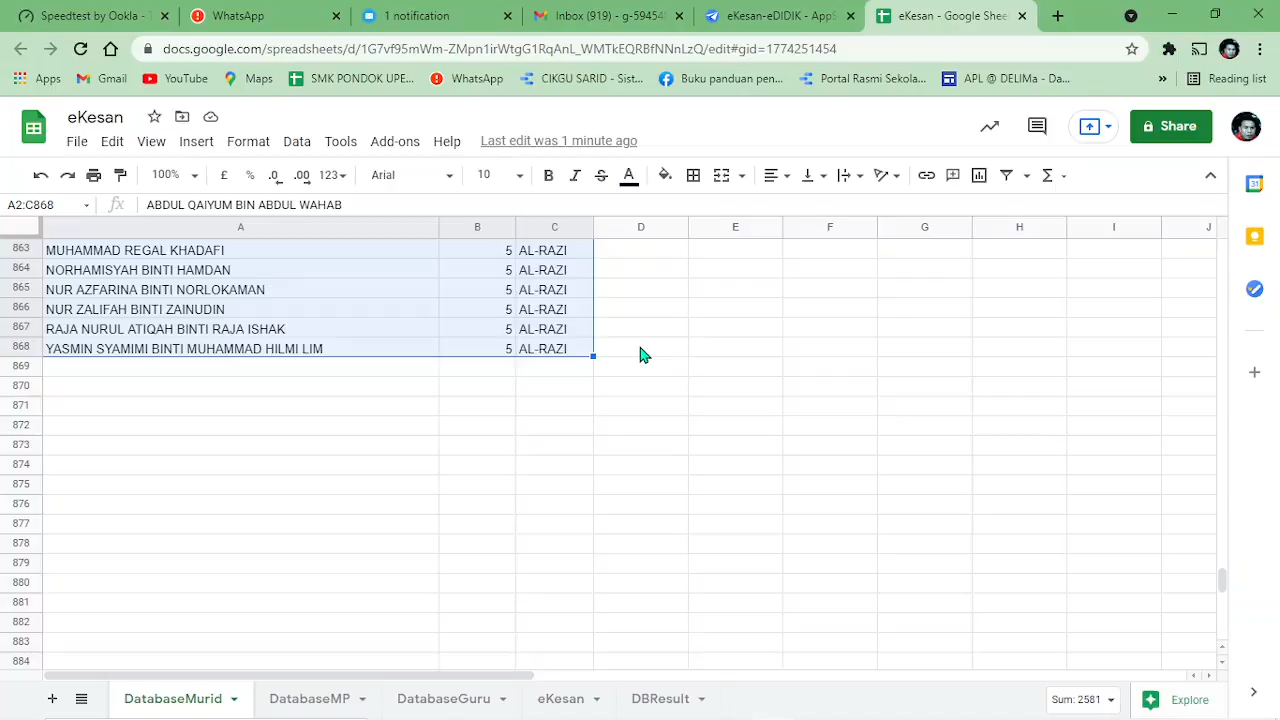 Speedtest by Ookla - T
WhatsApp
1 notification
Inbox (919) - g-59454
eKesan-eDIDIK - AppS
eKesan - Google Shee
docs.google.com/spreadsheets/d/1G7vf95mWm-ZMpn1irWtgG1RqAnL_WMTkEQRBfNNnLzQ/edit#gid=1774251454
Apps
Gmail
YouTube
Maps
SMK PONDOK UPE...
WhatsApp
CIKGU SARID - Sist...
Buku panduan pen...
Portal Rasmi Sekola...
APL @ DELIMa - Da...
»
Reading list
eKesan
File Edit View Insert Format Data Tools Add-ons Help Last edit was 1 minute ago
Share
100% £ % .0 .00 123 Arial 10 B I S A Σ
A2:C868 fx ABDUL QAIYUM BIN ABDUL WAHAB
A B C D E F G H I J
863 MUHAMMAD REGAL KHADAFI 5 AL-RAZI
864 NORHAMISYAH BINTI HAMDAN 5 AL-RAZI
865 NUR AZFARINA BINTI NORLOKAMAN 5 AL-RAZI
866 NUR ZALIFAH BINTI ZAINUDIN 5 AL-RAZI
867 RAJA NURUL ATIQAH BINTI RAJA ISHAK 5 AL-RAZI
868 YASMIN SYAMIMI BINTI MUHAMMAD HILMI LIM 5 AL-RAZI
869
870
871
872
873
874
875
876
877
878
879
880
881
882
883
884
31
DatabaseMurid DatabaseMP DatabaseGuru eKesan DBResult Sum: 2581 Explore